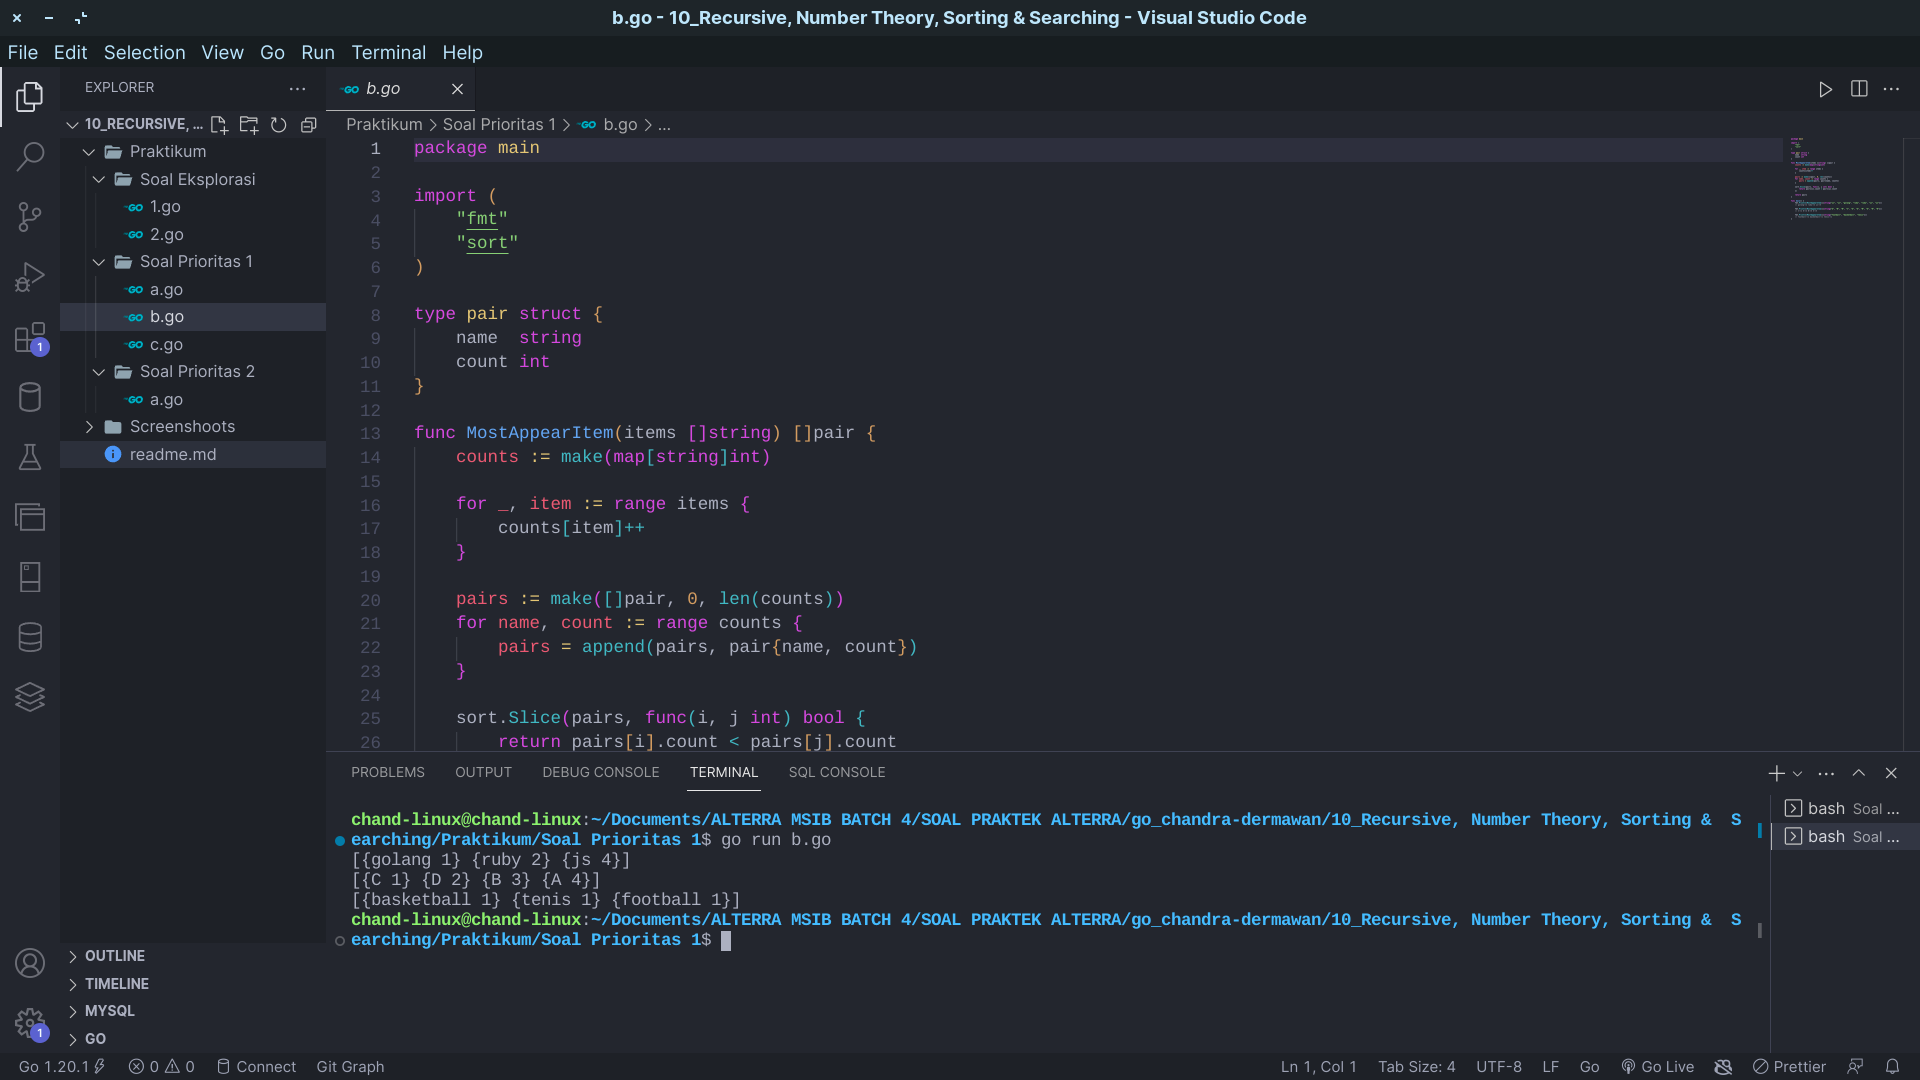 b.go - 10_Recursive, Number Theory, Sorting & Searching - Visual Studio Code
File Edit Selection View Go Run Terminal Help
EXPLORER
10_RECURSIVE, ...
Praktikum
Soal Eksplorasi
GO 1.go
GO 2.go
Soal Prioritas 1
GO a.go
GO b.go
GO c.go
Soal Prioritas 2
GO a.go
Screenshoots
readme.md
OUTLINE
TIMELINE
MYSQL
GO
1
1
GO b.go
Praktikum > Soal Prioritas 1 > GO b.go > ...
1 package main
2
3 import (
4 "fmt"
5 "sort"
6 )
7
8 type pair struct {
9 name string
10 count int
11 }
12
13 func MostAppearItem(items []string) []pair {
14 counts := make(map[string]int)
15
16 for _, item := range items {
17 counts[item]++
18 }
19
20 pairs := make([]pair, 0, len(counts))
21 for name, count := range counts {
22 pairs = append(pairs, pair{name, count})
23 }
24
25 sort.Slice(pairs, func(i, j int) bool {
26 return pairs[i].count < pairs[j].count
PROBLEMS OUTPUT DEBUG CONSOLE TERMINAL SQL CONSOLE
chand-linux@chand-linux:~/Documents/ALTERRA MSIB BATCH 4/SOAL PRAKTEK ALTERRA/go_chandra-dermawan/10_Recursive, Number Theory, Sorting & S
earching/Praktikum/Soal Prioritas 1$ go run b.go
[{golang 1} {ruby 2} {js 4}]
[{C 1} {D 2} {B 3} {A 4}]
[{basketball 1} {tenis 1} {football 1}]
chand-linux@chand-linux:~/Documents/ALTERRA MSIB BATCH 4/SOAL PRAKTEK ALTERRA/go_chandra-dermawan/10_Recursive, Number Theory, Sorting & S
earching/Praktikum/Soal Prioritas 1$
bash Soal ...
bash Soal ...
Go 1.20.1 0 0 Connect Git Graph Ln 1, Col 1 Tab Size: 4 UTF-8 LF Go Go Live Prettier